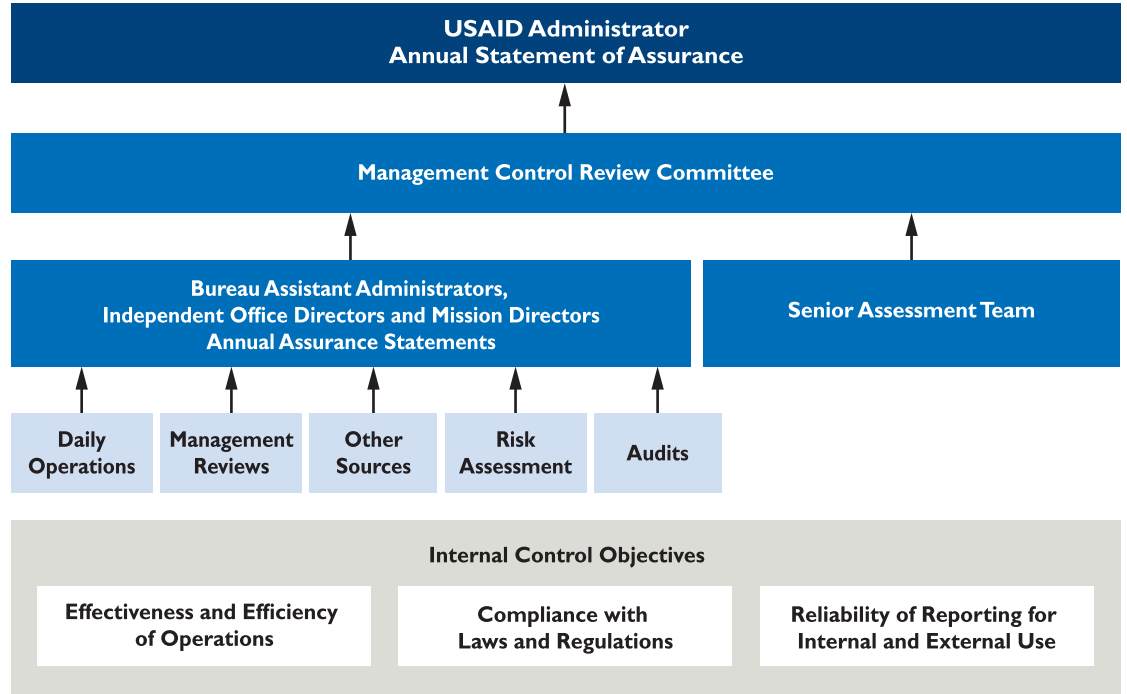 USAID Administrator
Annual Statement of Assurance
Management Control Review Committee
Bureau Assistant Administrators,
Independent Office Directors and Mission Directors
Annual Assurance Statements
Senior Assessment Team
Daily
Operations
Management
Reviews
Other
Sources
Risk
Assessment
Audits
Internal Control Objectives
Effectiveness and Efficiency
of Operations
Compliance with
Laws and Regulations
Reliability of Reporting for
Internal and External Use